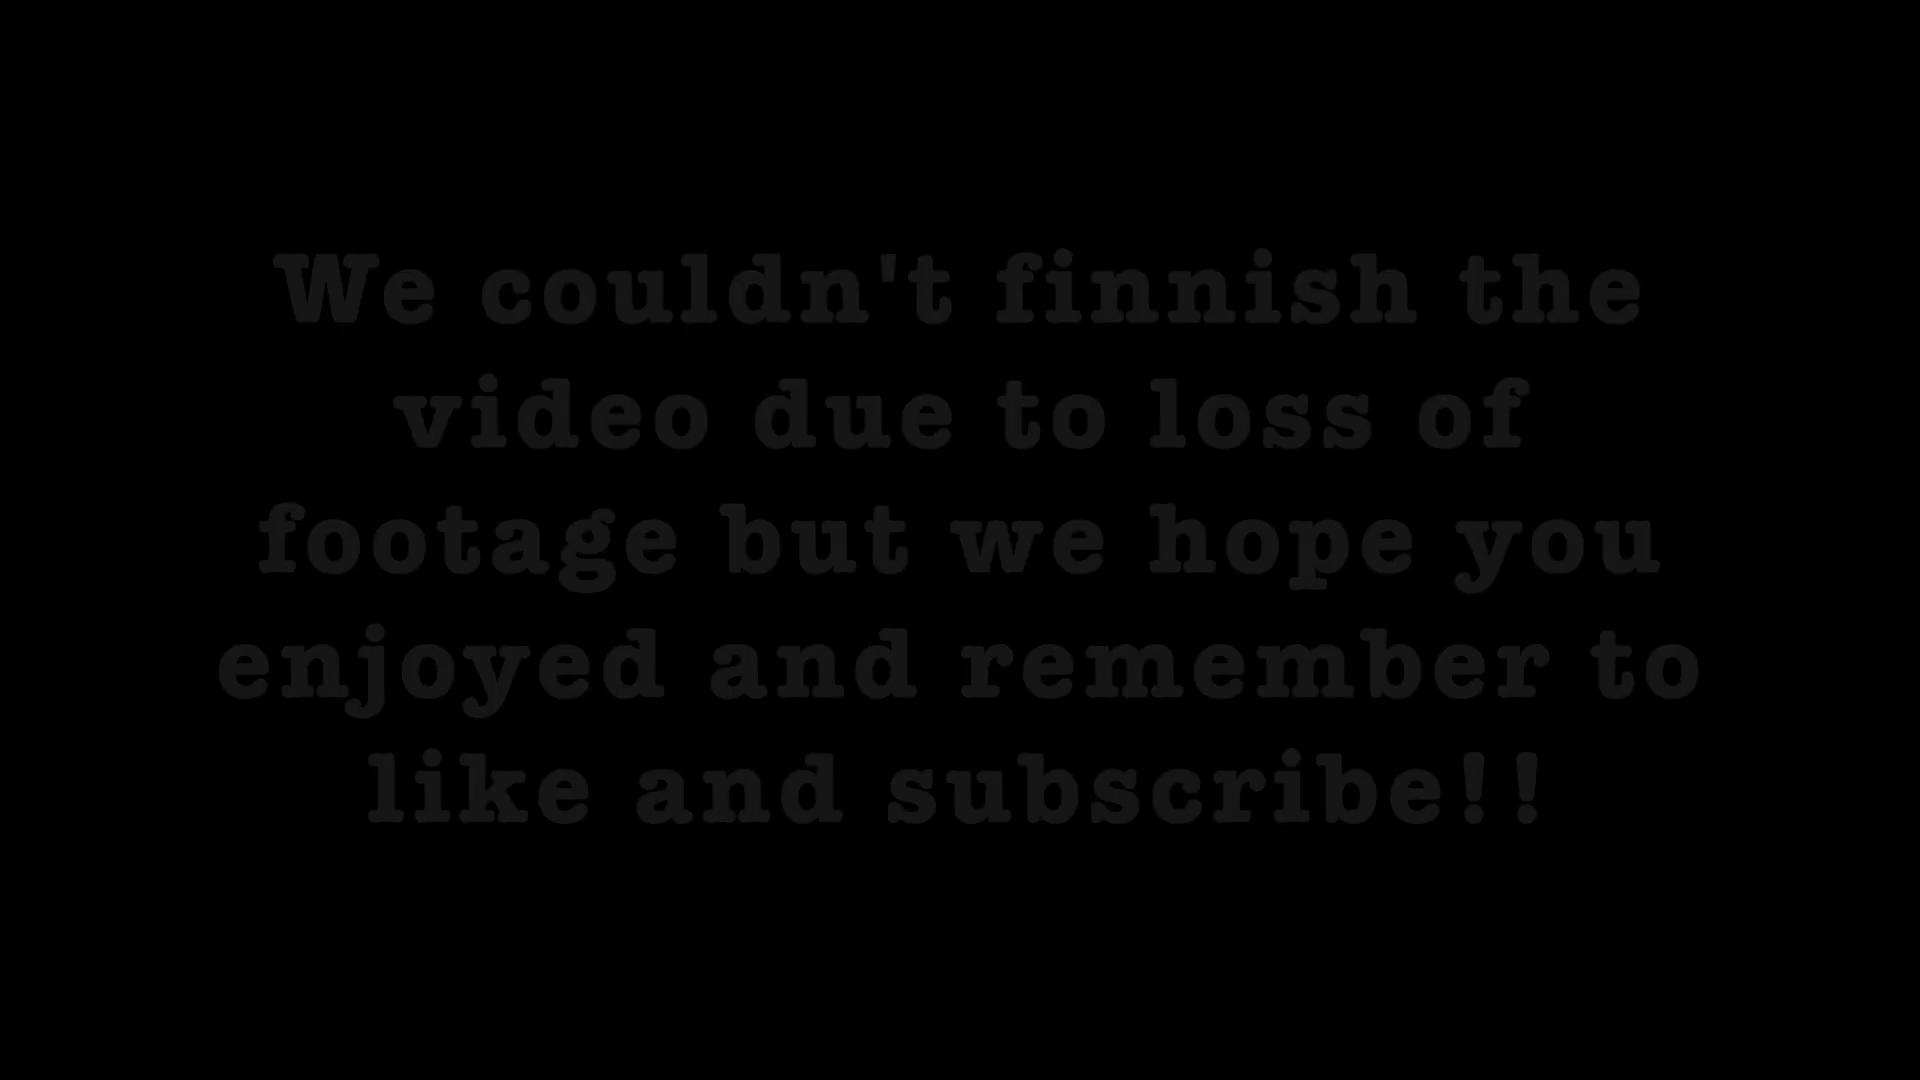 We couldn't finnish the
video due to loss of
footage but we hope you
enjoyed and remember to
like and subscribe!!